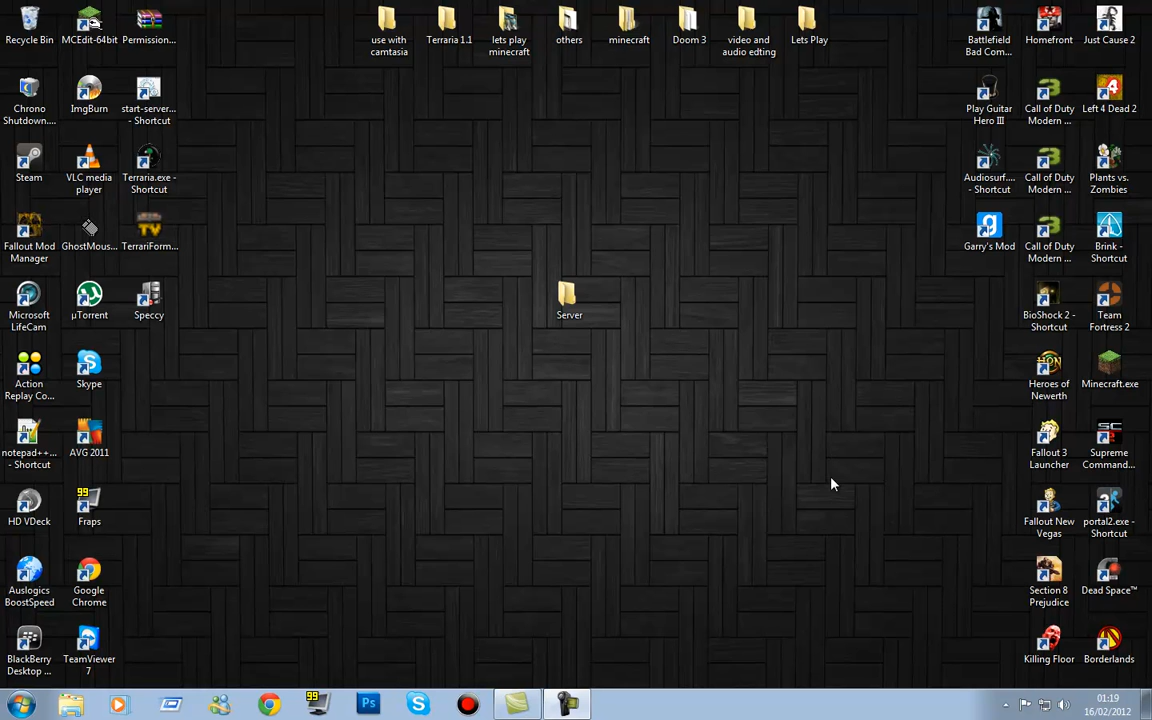 Recycle Bin
MCEdit-64bit
Permission...
use with
camtasia
Terraria 1.1
lets play
minecraft
others
minecraft
Doom 3
video and
audio edting
Lets Play
Battlefield
Bad Com...
Homefront
Just Cause 2
Chrono
Shutdown....
ImgBurn
start-server...
- Shortcut
Play Guitar
Hero III
Call of Duty
Modern ...
Left 4 Dead 2
Steam
VLC media
player
Terraria.exe -
Shortcut
Audiosurf....
- Shortcut
Call of Duty
Modern ...
Plants vs.
Zombies
Fallout Mod
Manager
GhostMous...
TerrariForm...
Garry's Mod
Call of Duty
Modern ...
Brink -
Shortcut
Microsoft
LifeCam
µTorrent
Speccy
Server
BioShock 2 -
Shortcut
Team
Fortress 2
Action
Replay Co...
Skype
Heroes of
Newerth
Minecraft.exe
notepad++...
- Shortcut
AVG 2011
Fallout 3
Launcher
Supreme
Command...
HD VDeck
99
Fraps
Fallout New
Vegas
portal2.exe -
Shortcut
Auslogics
BoostSpeed
Google
Chrome
Section 8
Prejudice
Dead Space™
BlackBerry
Desktop ...
TeamViewer
7
Killing Floor
Borderlands
99
Ps
01:19
16/02/2012